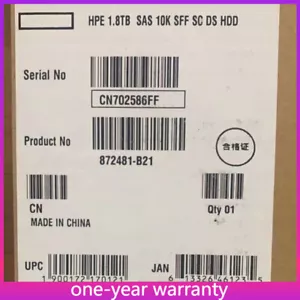 HPE 1.8TB SAS 10K SFF SC DS HDD
Serial No
CN702586FF
Product No
872481-B21
合格证
CN
Qty 01
MADE IN CHINA
UPC
JAN
one-year warranty